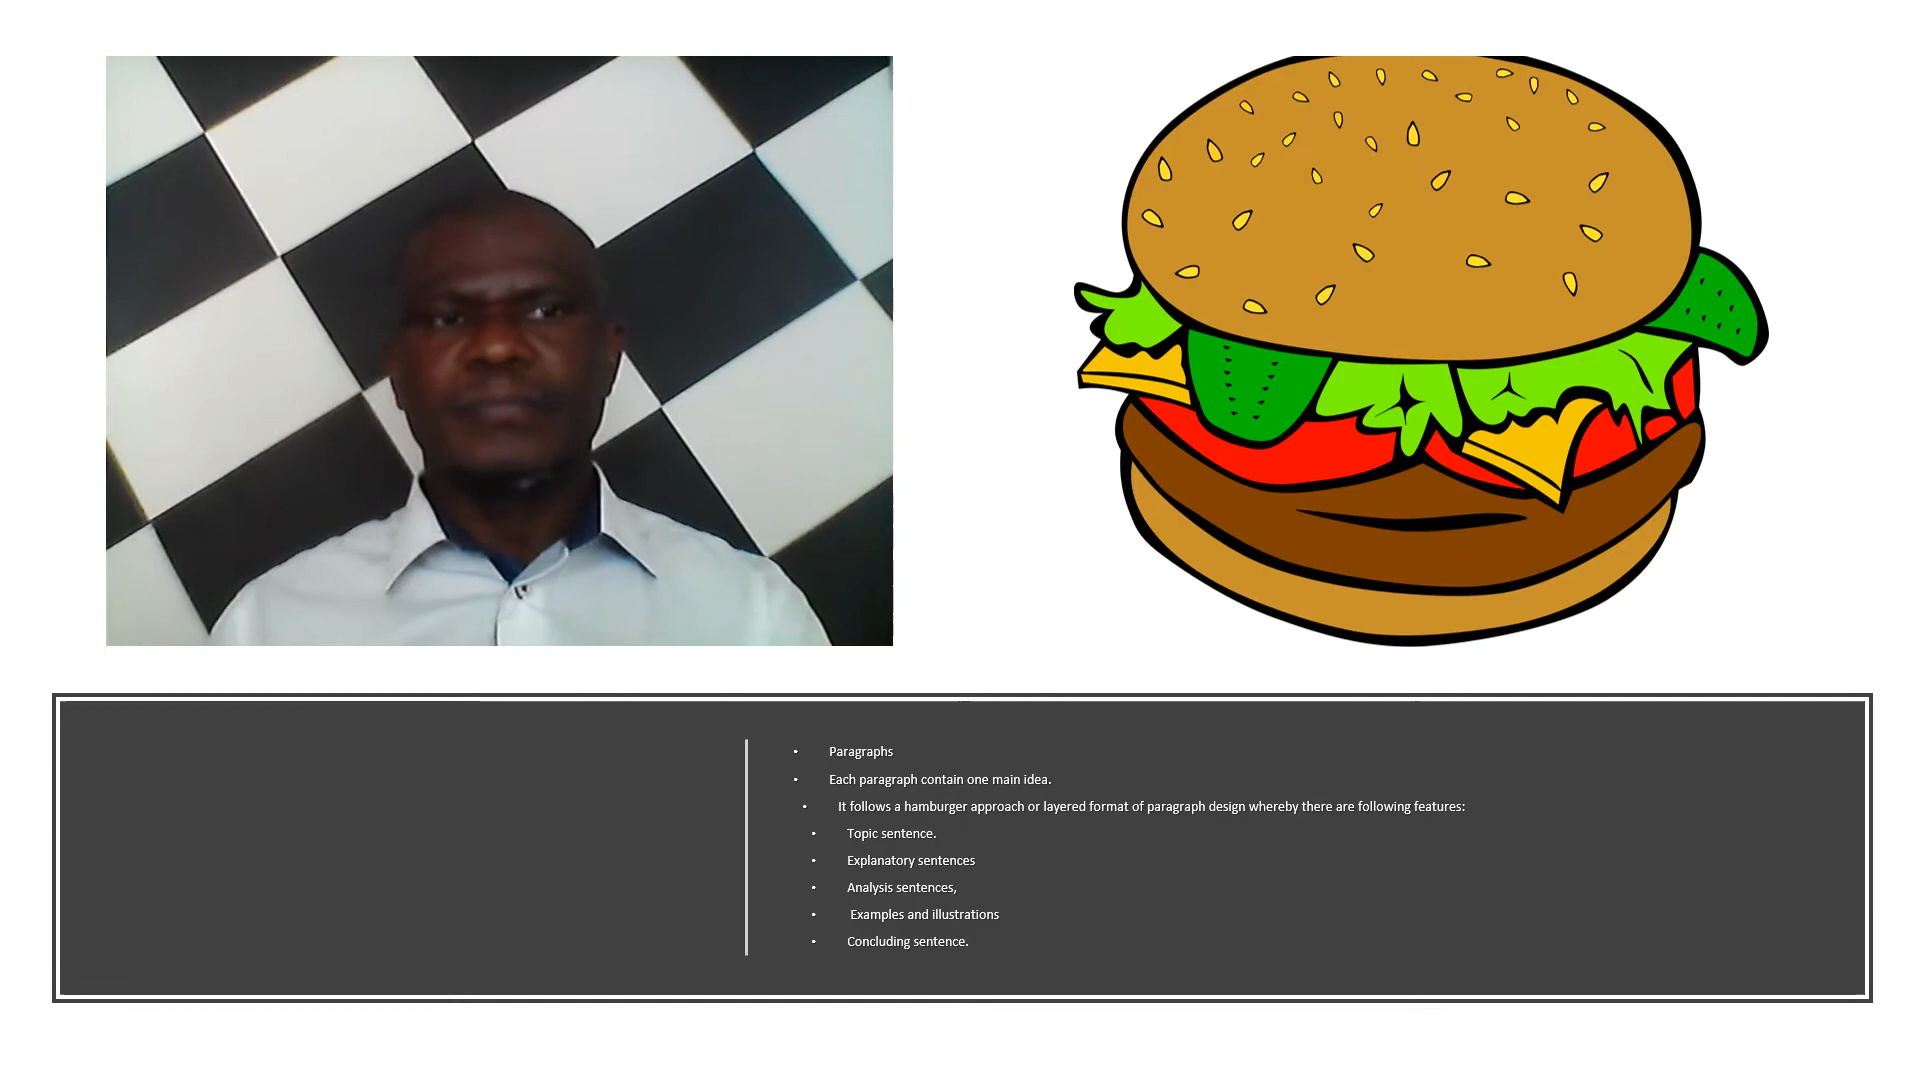 • Paragraphs
• Each paragraph contain one main idea.
• It follows a hamburger approach or layered format of paragraph design whereby there are following features:
• Topic sentence.
• Explanatory sentences
• Analysis sentences,
• Examples and illustrations
• Concluding sentence.